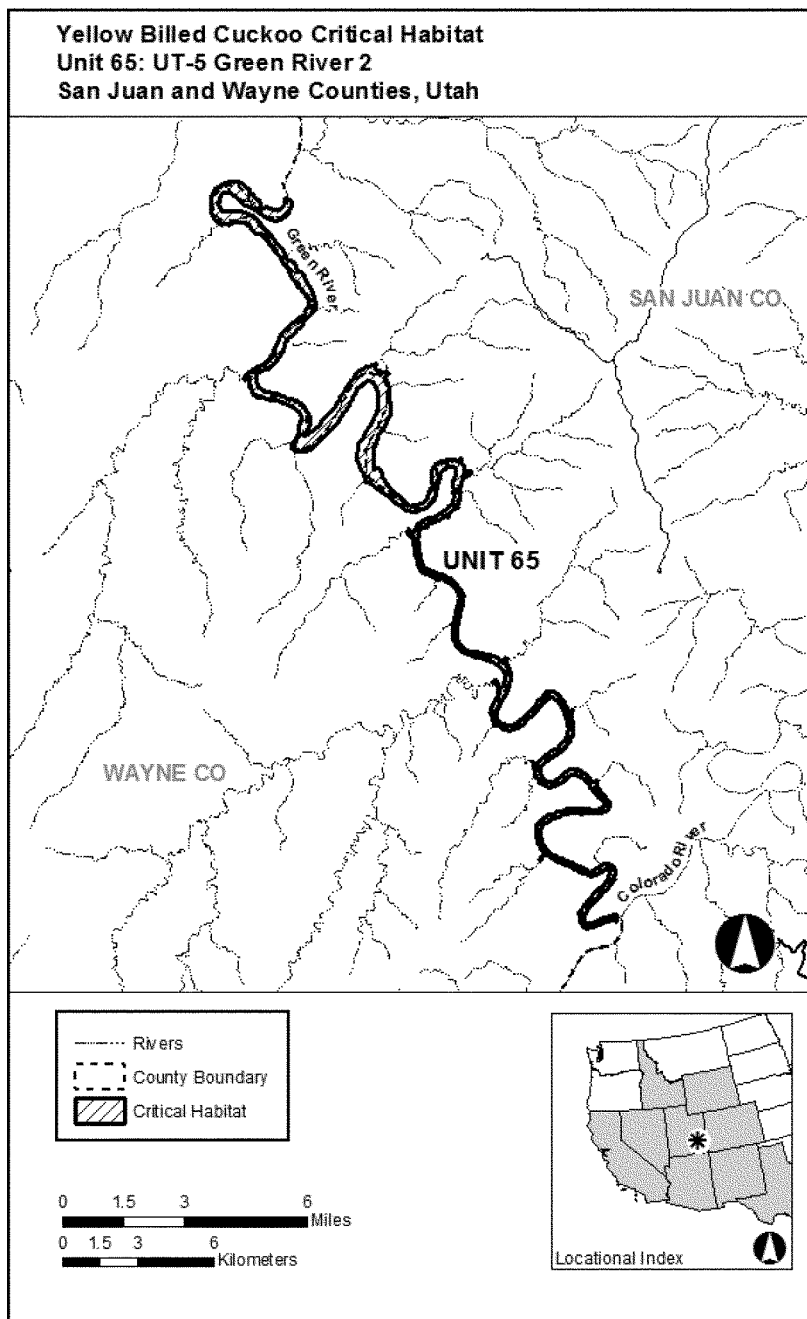 Yellow Billed Cuckoo Critical Habitat
Unit 65: UT-5 Green River 2
San Juan and Wayne Counties, Utah
Green River
SAN JUAN CO
UNIT 65
WAYNE CO
Colorado River
Rivers
County Boundary
Critical Habitat
0 1.5 3 6
Miles
0 1.5 3 6
Kilometers
Locational Index